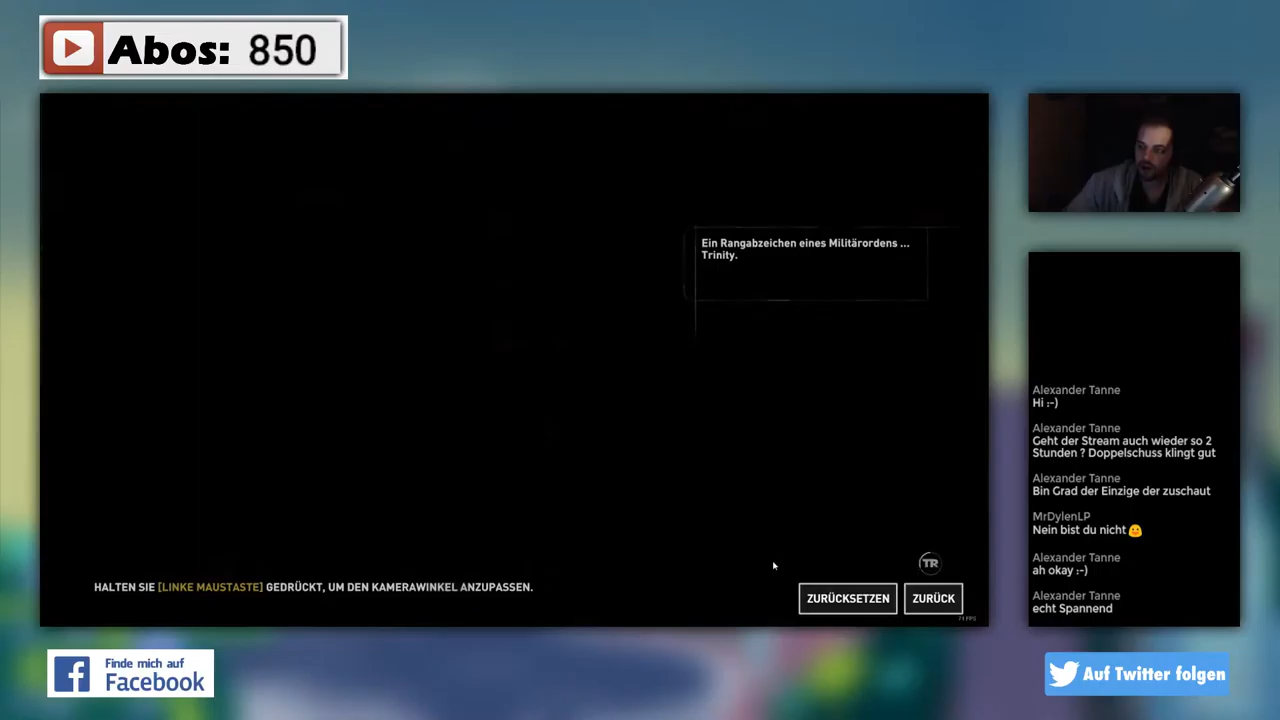 Abos: 850
Ein Rangabzeichen eines Militärordens ...
Trinity.
TR
HALTEN SIE [LINKE MAUSTASTE] GEDRÜCKT, UM DEN KAMERAWINKEL ANZUPASSEN.
ZURÜCKSETZEN
ZURÜCK
Alexander Tanne
Hi :-)
Alexander Tanne
Geht der Stream auch wieder so 2
Stunden ? Doppelschuss klingt gut
Alexander Tanne
Bin Grad der Einzige der zuschaut
MrDylenLP
Nein bist du nicht
Alexander Tanne
ah okay :-)
Alexander Tanne
echt Spannend
Finde mich auf
Facebook
Auf Twitter folgen